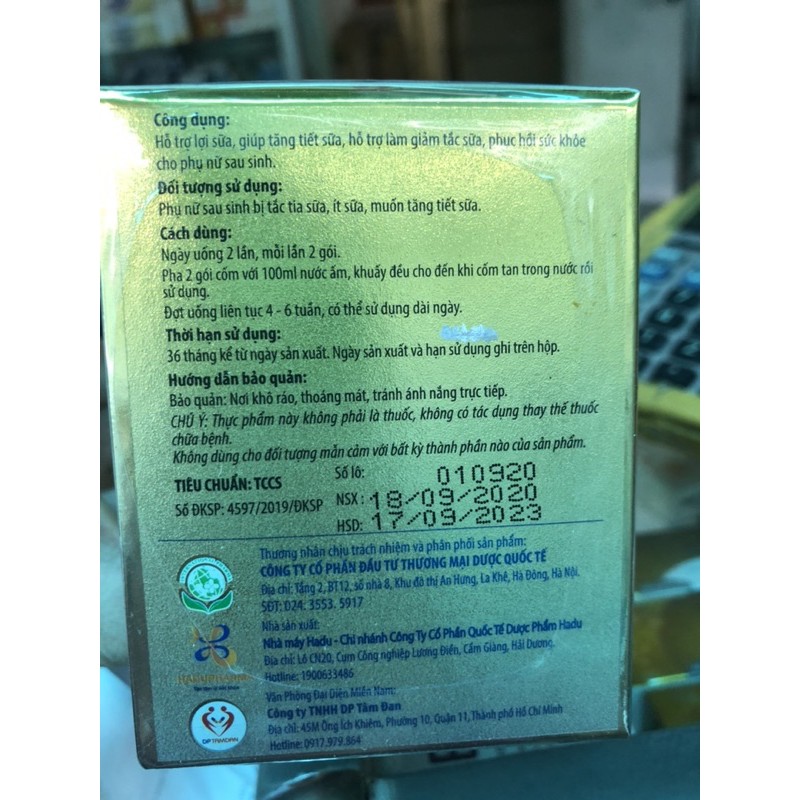 Công dụng:
Hỗ trợ lợi sữa, giúp tăng tiết sữa, hỗ trợ làm giảm tắc sữa, phục hồi sức khỏe
cho phụ nữ sau sinh.
Đối tượng sử dụng:
Phụ nữ sau sinh bị tắc tia sữa, ít sữa, muốn tăng tiết sữa.
Cách dùng:
Ngày uống 2 lần, mỗi lần 2 gói.
Pha 2 gói cốm với 100ml nước ấm, khuấy đều cho đến khi cốm tan trong nước rồi
sử dụng.
Đợt uống liên tục 4 - 6 tuần, có thể sử dụng dài ngày.
Thời hạn sử dụng:
36 tháng kể từ ngày sản xuất. Ngày sản xuất và hạn sử dụng ghi trên hộp.
Hướng dẫn bảo quản:
Bảo quản: Nơi khô ráo, thoáng mát, tránh ánh nắng trực tiếp.
CHÚ Ý: Thực phẩm này không phải là thuốc, không có tác dụng thay thế thuốc
chữa bệnh.
Không dùng cho đối tượng mẫn cảm với bất kỳ thành phần nào của sản phẩm.
TIÊU CHUẨN: TCCS
Số ĐKSP: 4597/2019/ĐKSP
Số lô: 010920
NSX: 18/09/2020
HSD: 17/09/2023
Thương nhân chịu trách nhiệm và phân phối sản phẩm:
CÔNG TY CỔ PHẦN ĐẦU TƯ THƯƠNG MẠI DƯỢC QUỐC TẾ
Địa chỉ: Tầng 2, BT12, số nhà 8, Khu đô thị An Hưng, La Khê, Hà Đông, Hà Nội.
SĐT: 024. 3553. 5917
Nhà sản xuất:
Nhà máy Hadu - Chi nhánh Công Ty Cổ Phần Quốc Tế Dược Phẩm Hadu
Địa chỉ: Lô CN20, Cụm Công nghiệp Lương Điền, Cẩm Giàng, Hải Dương.
Hotline: 1900633486
HADUPHARMA
Văn Phòng Đại Diện Miền Nam:
Công ty TNHH DP Tâm Đan
Địa chỉ: 45M Ông Ích Khiêm, Phường 10, Quận 11, Thành phố Hồ Chí Minh
Hotline: 0917.979.864
DP TAMDAN